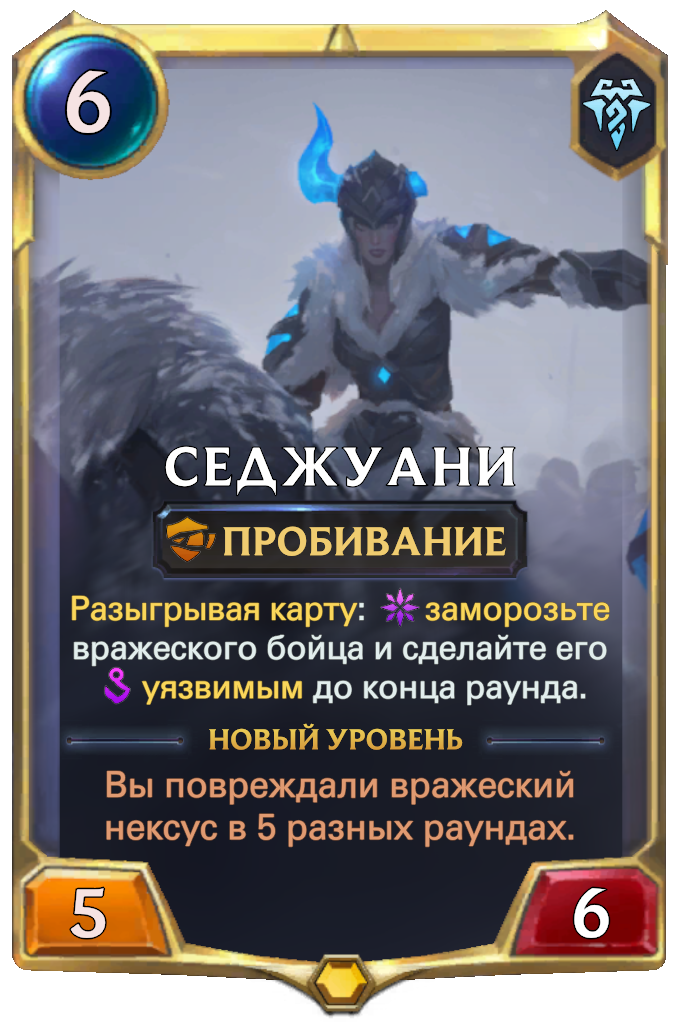 6
СЕДЖУАНИ
ПРОБИВАНИЕ
Разыгрывая карту: заморозьте
вражеского бойца и сделайте его
уязвимым до конца раунда.
НОВЫЙ УРОВЕНЬ
Вы повреждали вражеский
нексус в 5 разных раундах.
5
6